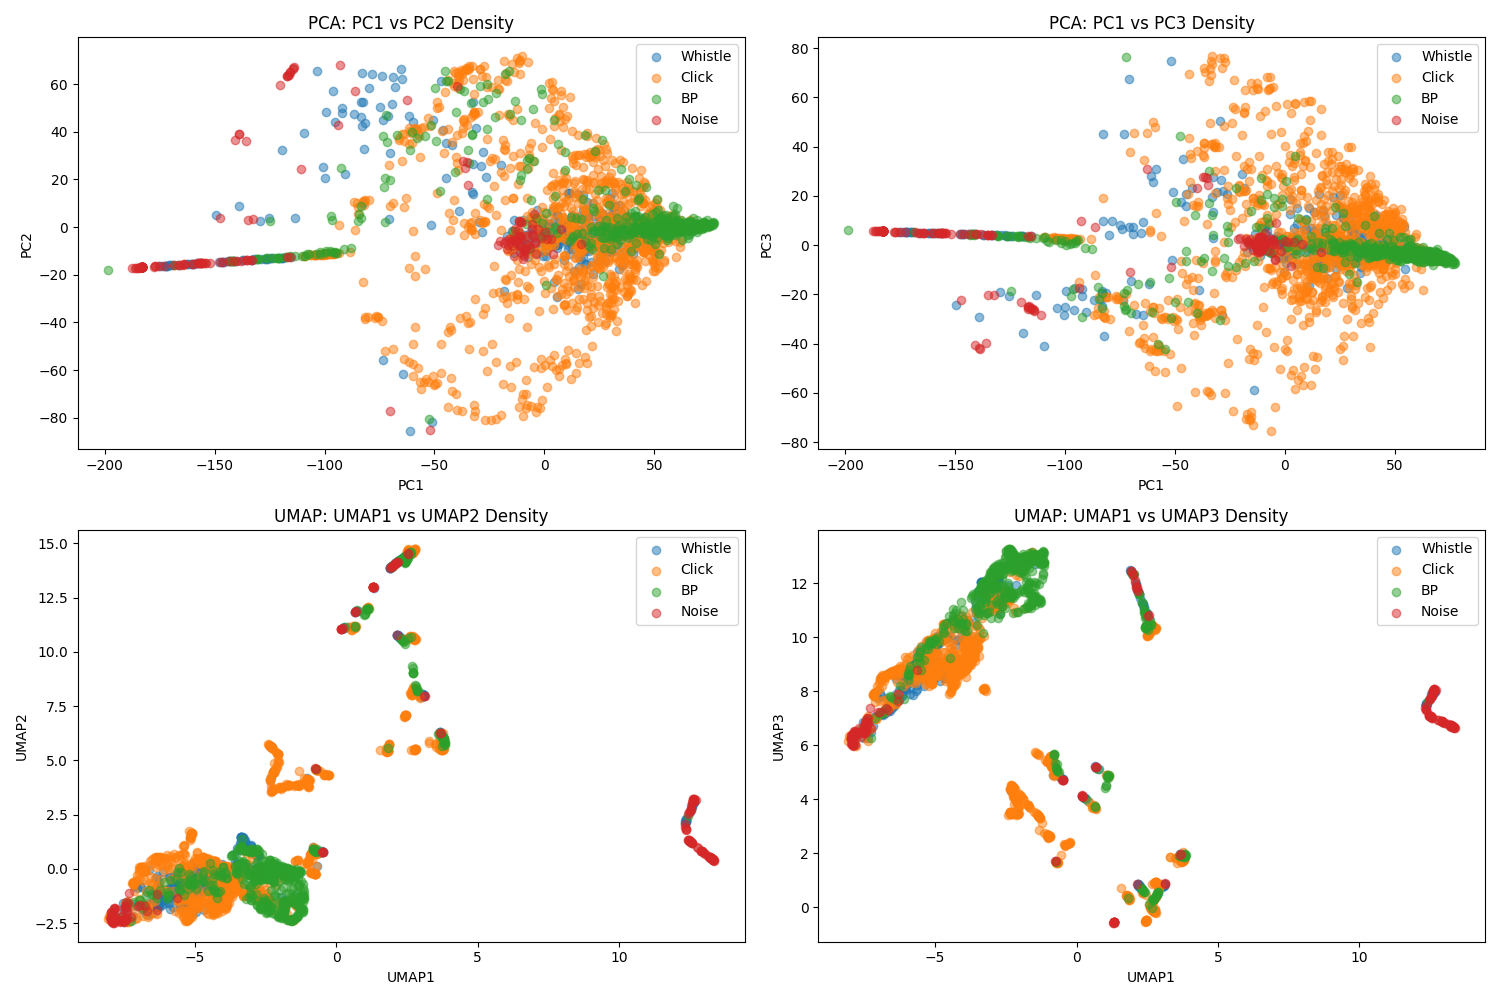 PCA: PC1 vs PC2 Density
PC2
60
40
20
0
−20
−40
−60
−80
−200
−150
−100
−50
0
50
PC1
Whistle
Click
BP
Noise
PCA: PC1 vs PC3 Density
PC3
80
60
40
20
0
−20
−40
−60
−80
−200
−150
−100
−50
0
50
PC1
Whistle
Click
BP
Noise
UMAP: UMAP1 vs UMAP2 Density
UMAP2
15.0
12.5
10.0
7.5
5.0
2.5
0.0
−2.5
−5
0
5
10
UMAP1
Whistle
Click
BP
Noise
UMAP: UMAP1 vs UMAP3 Density
UMAP3
12
10
8
6
4
2
0
−5
0
5
10
UMAP1
Whistle
Click
BP
Noise